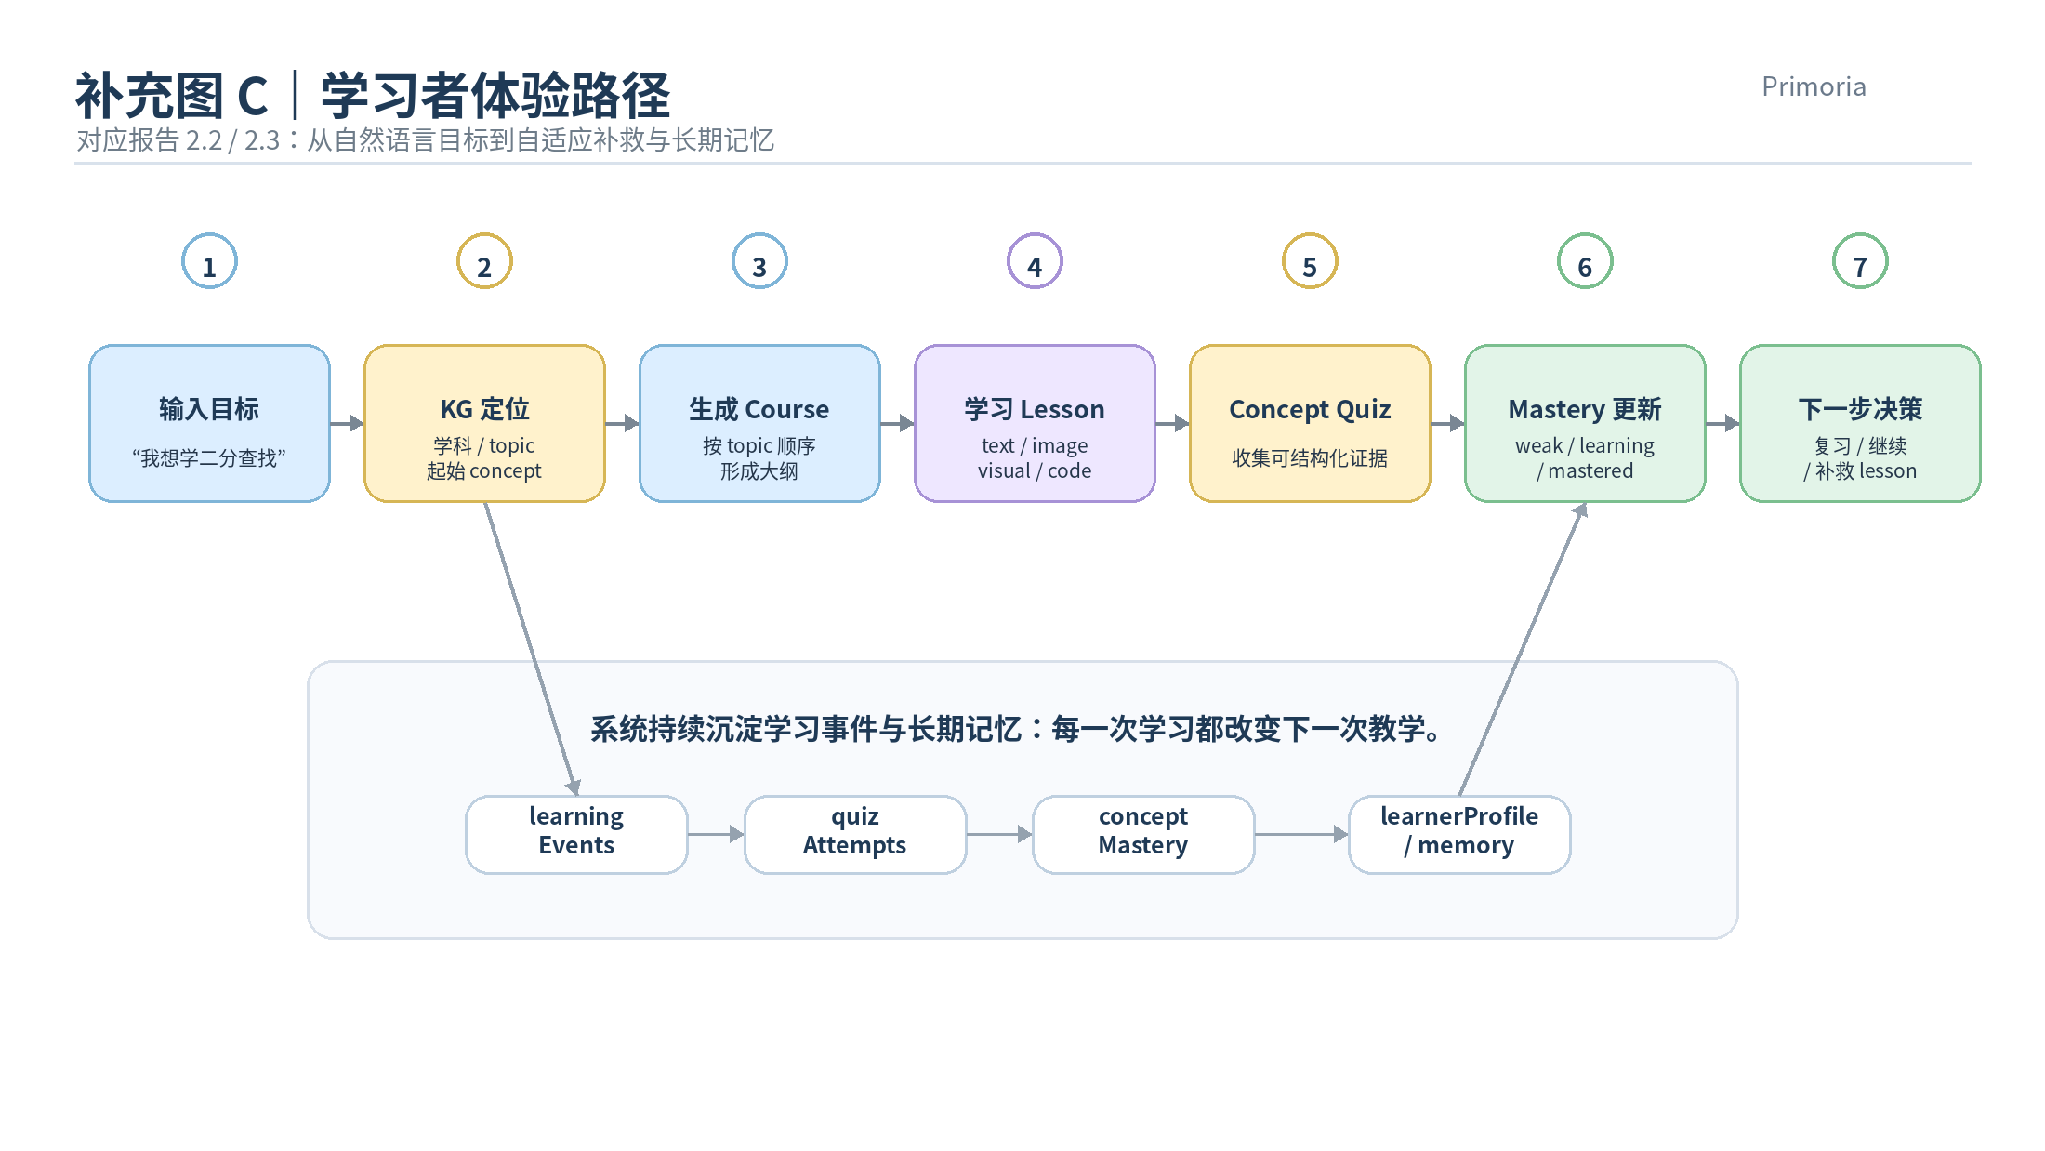 补充图 C｜学习者体验路径
Primoria
对应报告 2.2 / 2.3：从自然语言目标到自适应补救与长期记忆
1
2
3
4
5
6
7
输入目标
“我想学二分查找”
KG 定位
学科 / topic
起始 concept
生成 Course
按 topic 顺序
形成大纲
学习 Lesson
text / image
visual / code
Concept Quiz
收集可结构化证据
Mastery 更新
weak / learning
/ mastered
下一步决策
复习 / 继续
/ 补救 lesson
系统持续沉淀学习事件与长期记忆：每一次学习都改变下一次教学。
learning
Events
quiz
Attempts
concept
Mastery
learnerProfile
/ memory